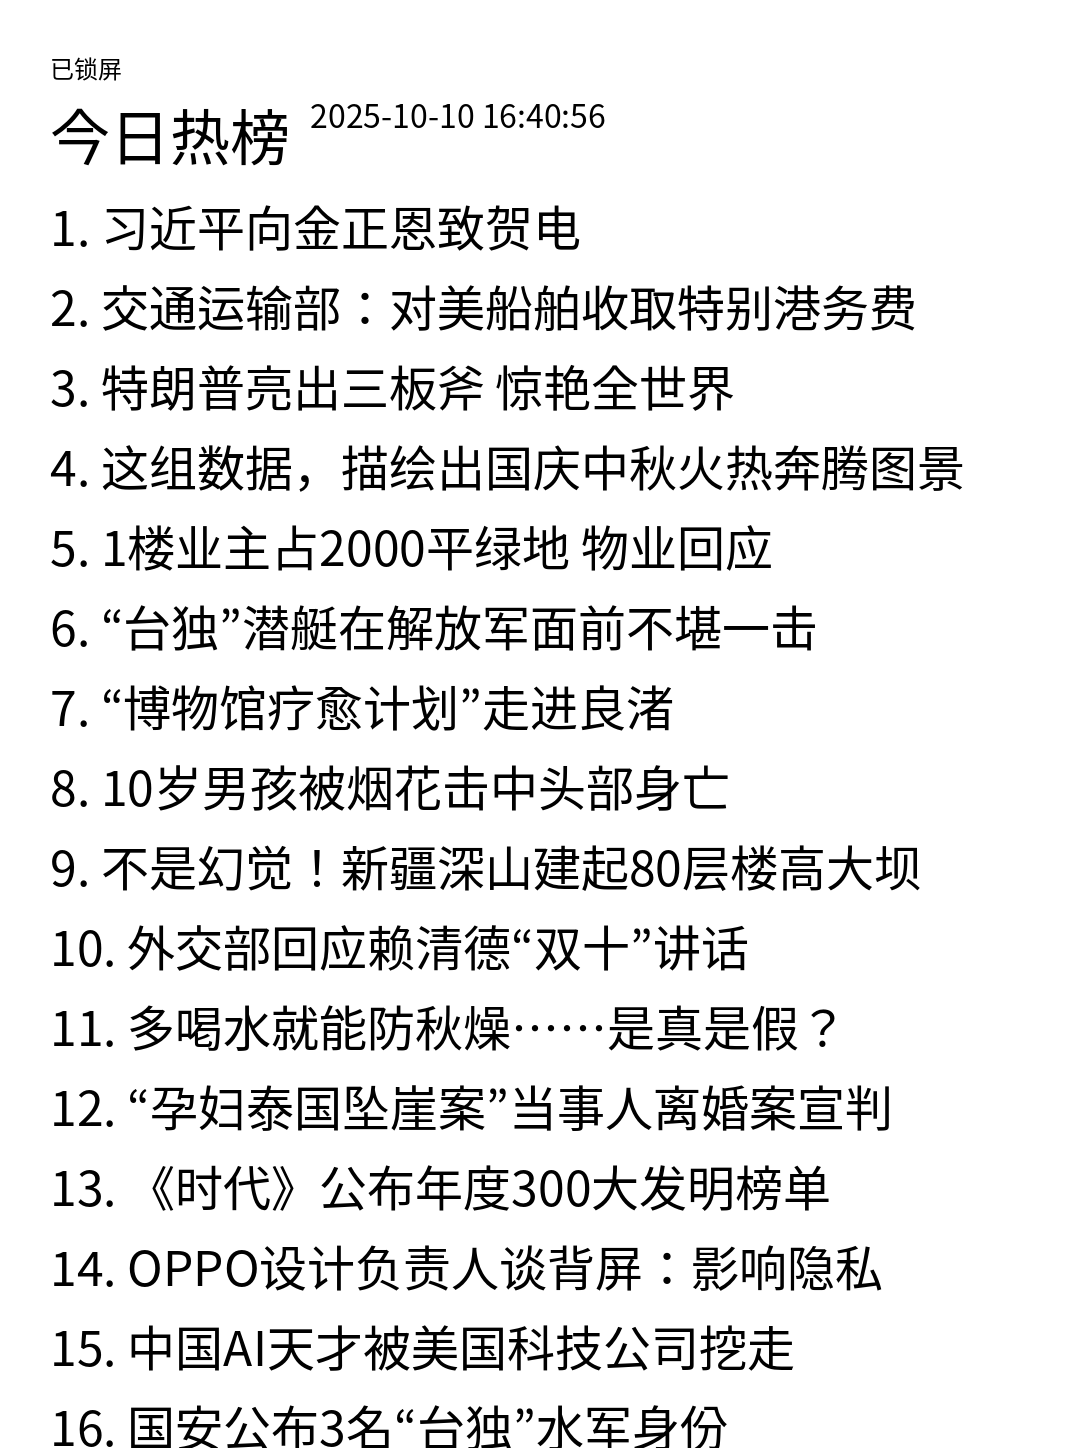 已锁屏
今日热榜 2025-10-10 16:40:56
1. 习近平向金正恩致贺电
2. 交通运输部：对美船舶收取特别港务费
3. 特朗普亮出三板斧 惊艳全世界
4. 这组数据，描绘出国庆中秋火热奔腾图景
5. 1楼业主占2000平绿地 物业回应
6. “台独”潜艇在解放军面前不堪一击
7. “博物馆疗愈计划”走进良渚
8. 10岁男孩被烟花击中头部身亡
9. 不是幻觉！新疆深山建起80层楼高大坝
10. 外交部回应赖清德“双十”讲话
11. 多喝水就能防秋燥……是真是假？
12. “孕妇泰国坠崖案”当事人离婚案宣判
13. 《时代》公布年度300大发明榜单
14. OPPO设计负责人谈背屏：影响隐私
15. 中国AI天才被美国科技公司挖走
16. 国安公布3名“台独”水军身份